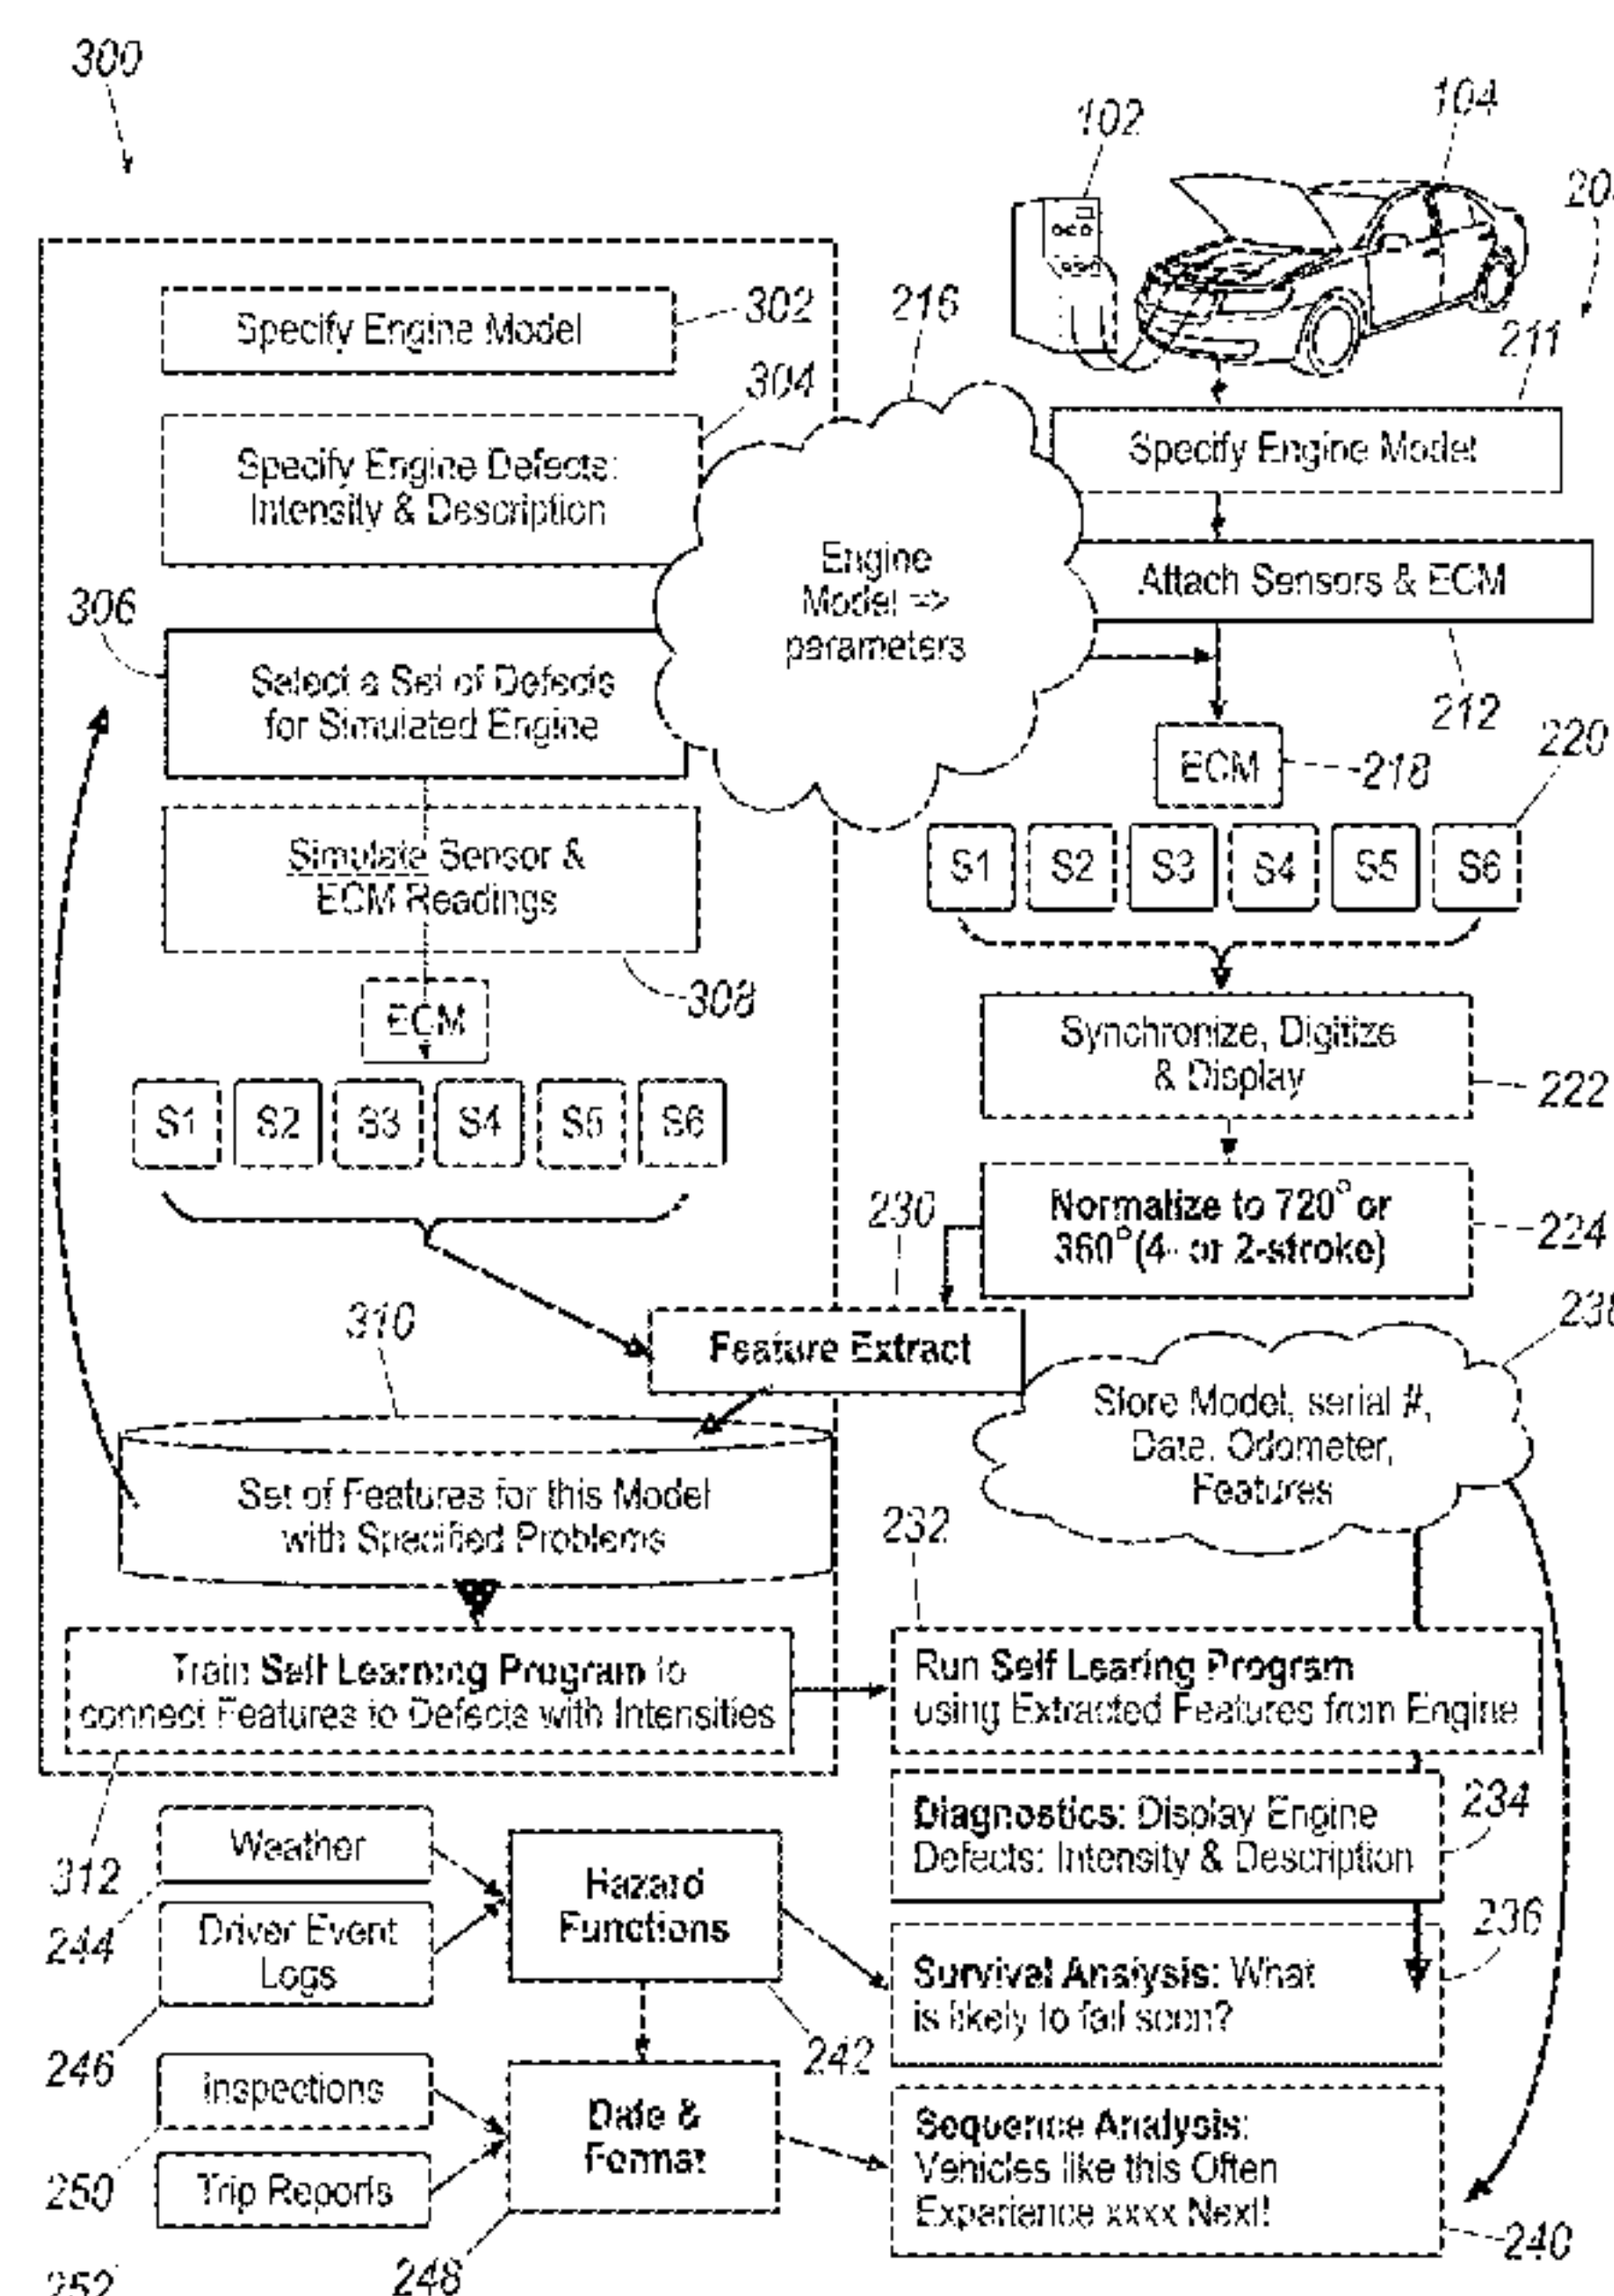 300
102
104
302
Specify Engine Model
216
211
304
Specify Engine Model
Specify Engine Defects:
Intensity & Description
Engine
Model =>
parameters
Attach Sensors & ECM
306
Select a Set of Defects
for Simulated Engine
212
220
ECM
218
Simulate Sensor &
ECM Readings
S1 S2 S3 S4 S5 S6
308
ECM
Synchronize, Digitize
& Display
222
S1 S2 S3 S4 S5 S6
230
Normalize to 720° or
360° (4- or 2-stroke)
224
310
Feature Extract
Store Model, serial #,
Date, Odometer,
Features
Set of Features for this Model
with Specified Problems
232
Train Self Learning Program to
connect Features to Defects with Intensities
Run Self Learing Program
using Extracted Features from Engine
312
Weather
244
Hazard
Functions
Diagnostics: Display Engine
Defects: Intensity & Description
234
Driver Event
Logs
246
242
Survival Analysis: What
is likely to fail soon?
236
Inspections
250
Date &
Format
Sequence Analysis:
Vehicles like this Often
Experience xxxx Next!
Trip Reports
252
248
240